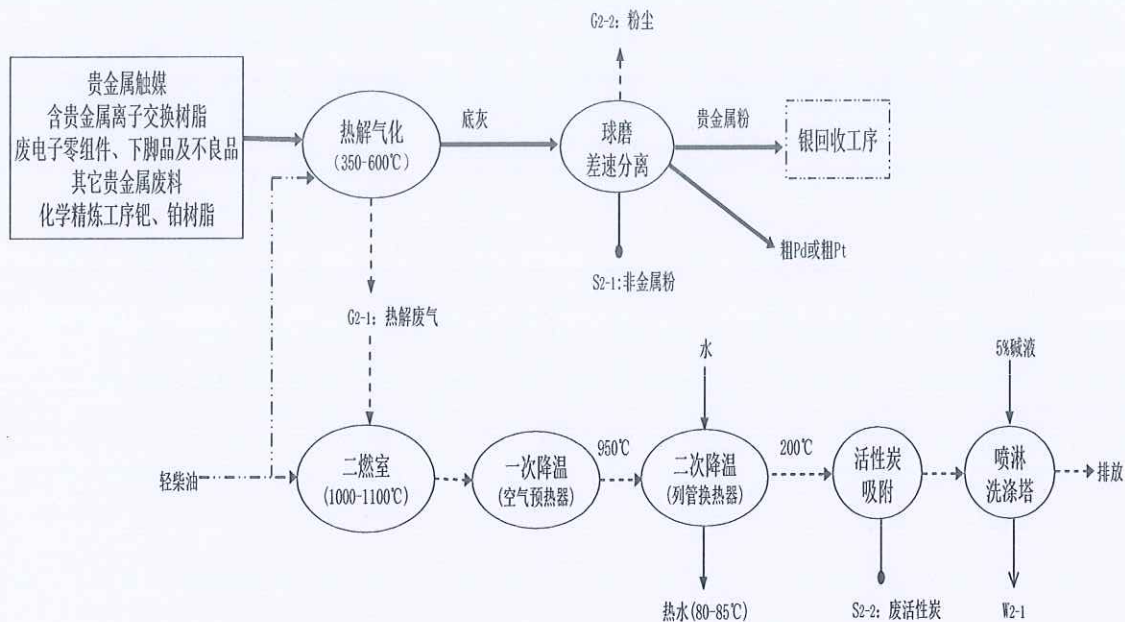 G2-2：粉尘
贵金属触媒
含贵金属离子交换树脂
废电子零组件、下脚品及不良品
其它贵金属废料
化学精炼工序钯、铂树脂
热解气化
(350-600℃)
底灰
球磨
差速分离
贵金属粉
银回收工序
粗Pd或粗Pt
S2-1:非金属粉
G2-1：热解废气
水
5%碱液
轻柴油
二燃室
(1000-1100℃)
一次降温
(空气预热器)
950℃
二次降温
(列管换热器)
200℃
活性炭
吸附
喷淋
洗涤塔
排放
热水(80-85℃)
S2-2：废活性炭
W2-1